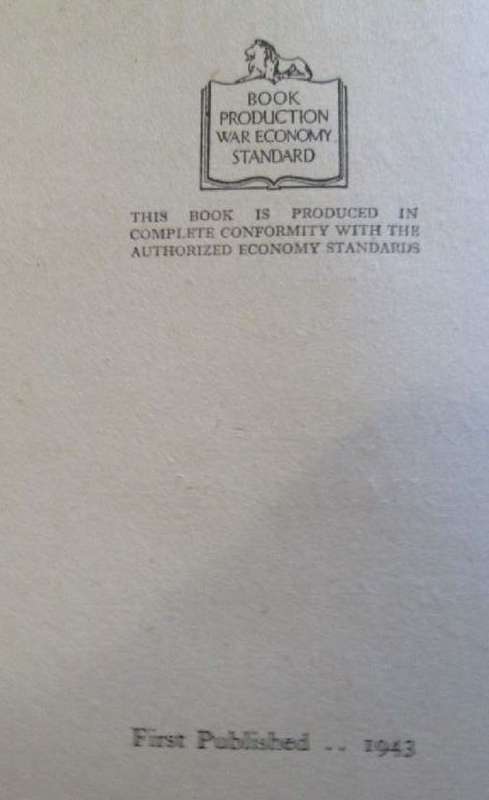 BOOK
PRODUCTION
WAR ECONOMY
STANDARD
THIS BOOK IS PRODUCED IN
COMPLETE CONFORMITY WITH THE
AUTHORIZED ECONOMY STANDARDS
First Published .. 1943